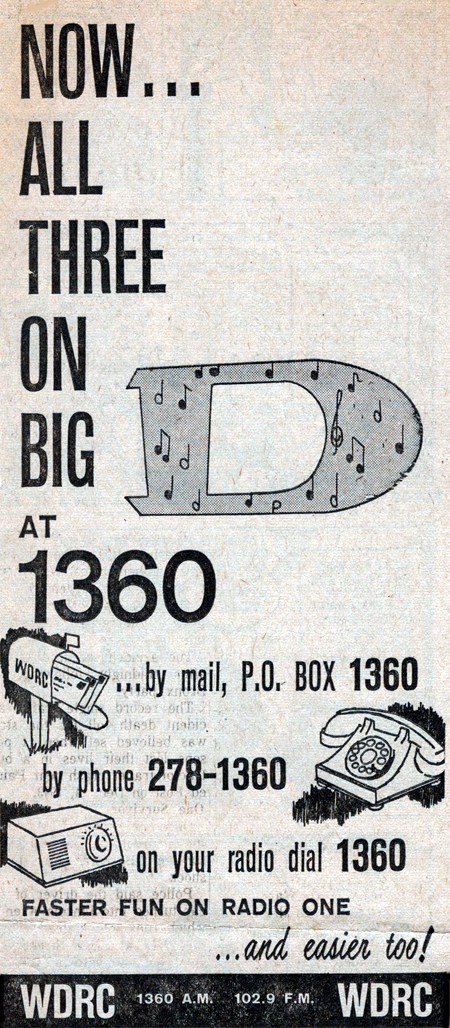 NOW...
ALL
THREE
ON
BIG D
AT
1360
WDRC
...by mail, P.O. BOX 1360
by phone 278-1360
on your radio dial 1360
FASTER FUN ON RADIO ONE
...and easier too!
WDRC 1360 A.M. 102.9 F.M. WDRC